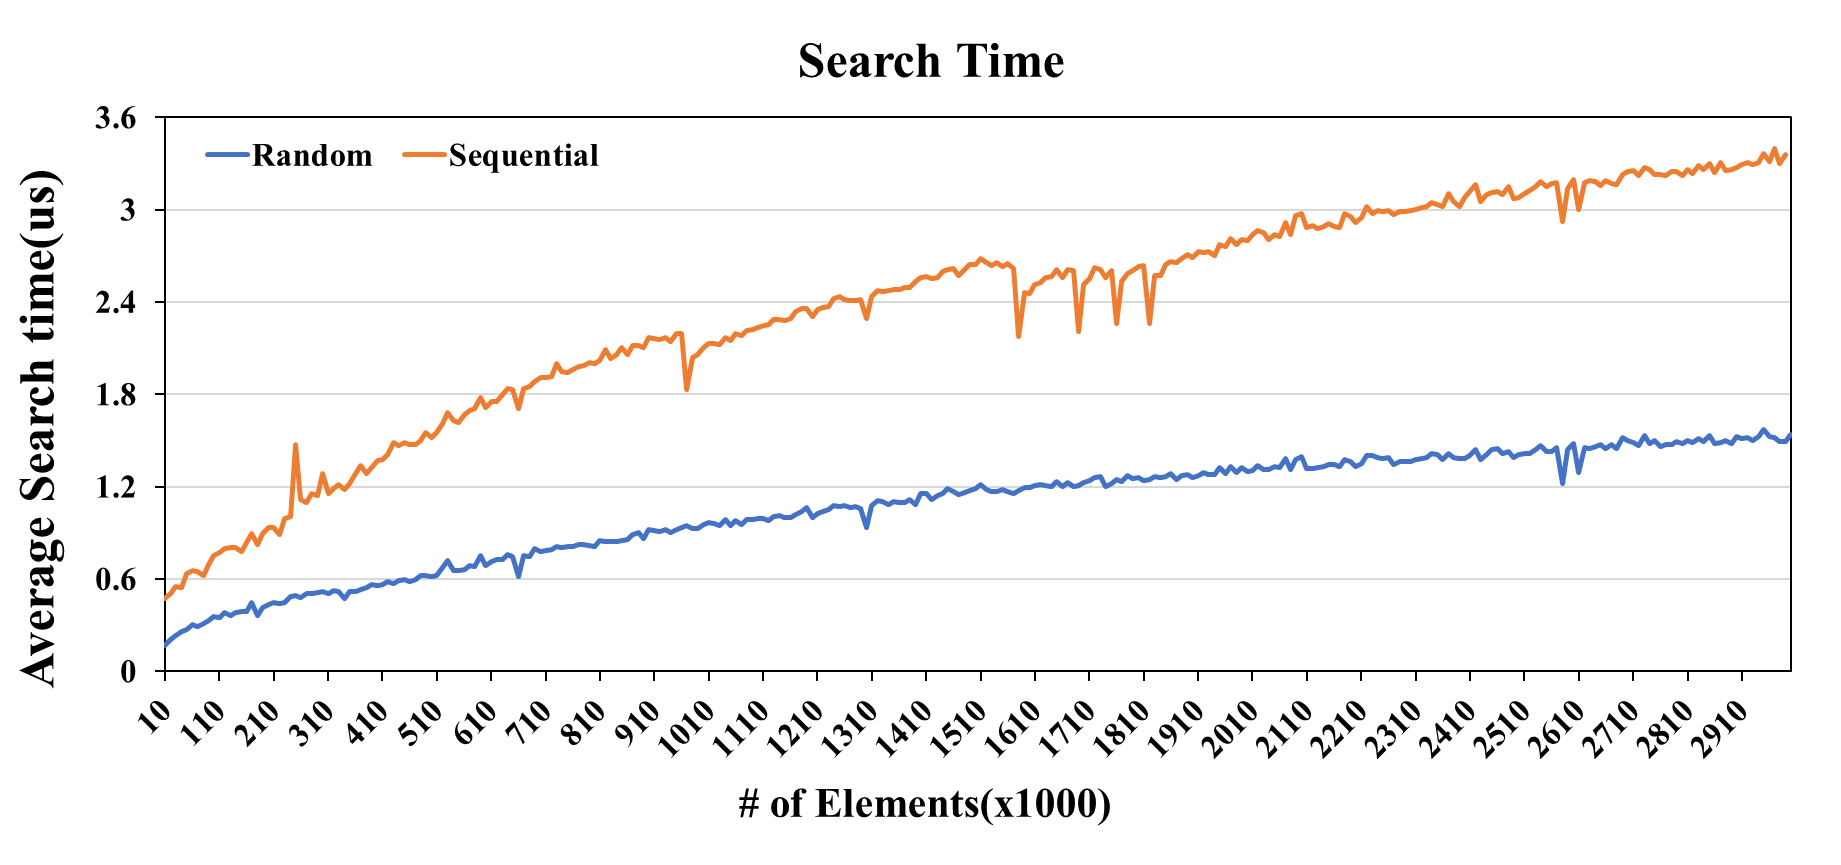 Search Time
3.6
Random Sequential
3
2.4
1.8
1.2
0.6
0
Average Search time(us)
10 110 210 310 410 510 610 710 810 910 1010 1110 1210 1310 1410 1510 1610 1710 1810 1910 2010 2110 2210 2310 2410 2510 2610 2710 2810 2910
# of Elements(x1000)